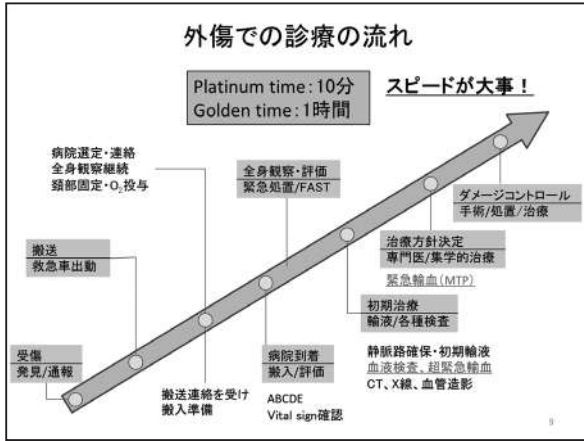 外傷での診療の流れ
Platinum time：10分
Golden time：1時間
スピードが大事！
病院選定・連絡
全身観察継続
頚部固定・O₂投与
全身観察・評価
緊急処置/FAST
ダメージコントロール
手術/処置/治療
搬送
救急車出動
治療方針決定
専門医/集学的治療
緊急輸血(MTP)
初期治療
輸液/各種検査
受傷
発見/通報
搬送連絡を受け
搬入準備
病院到着
搬入/評価
ABCDE
Vital sign確認
静脈路確保・初期輸液
血液検査、超緊急輸血
CT、X線、血管造影
9